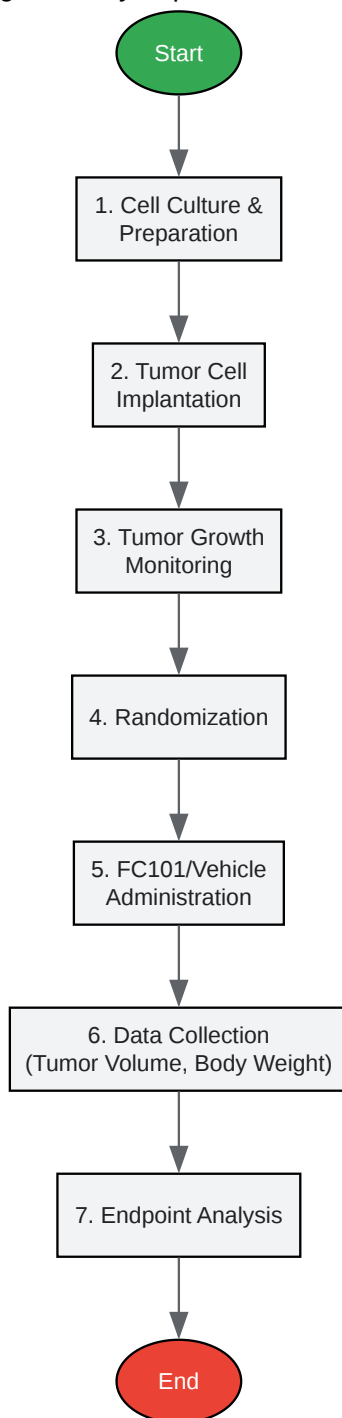 Start
1. Cell Culture &
Preparation
2. Tumor Cell
Implantation
3. Tumor Growth
Monitoring
4. Randomization
5. FC101/Vehicle
Administration
6. Data Collection
(Tumor Volume, Body Weight)
7. Endpoint Analysis
End